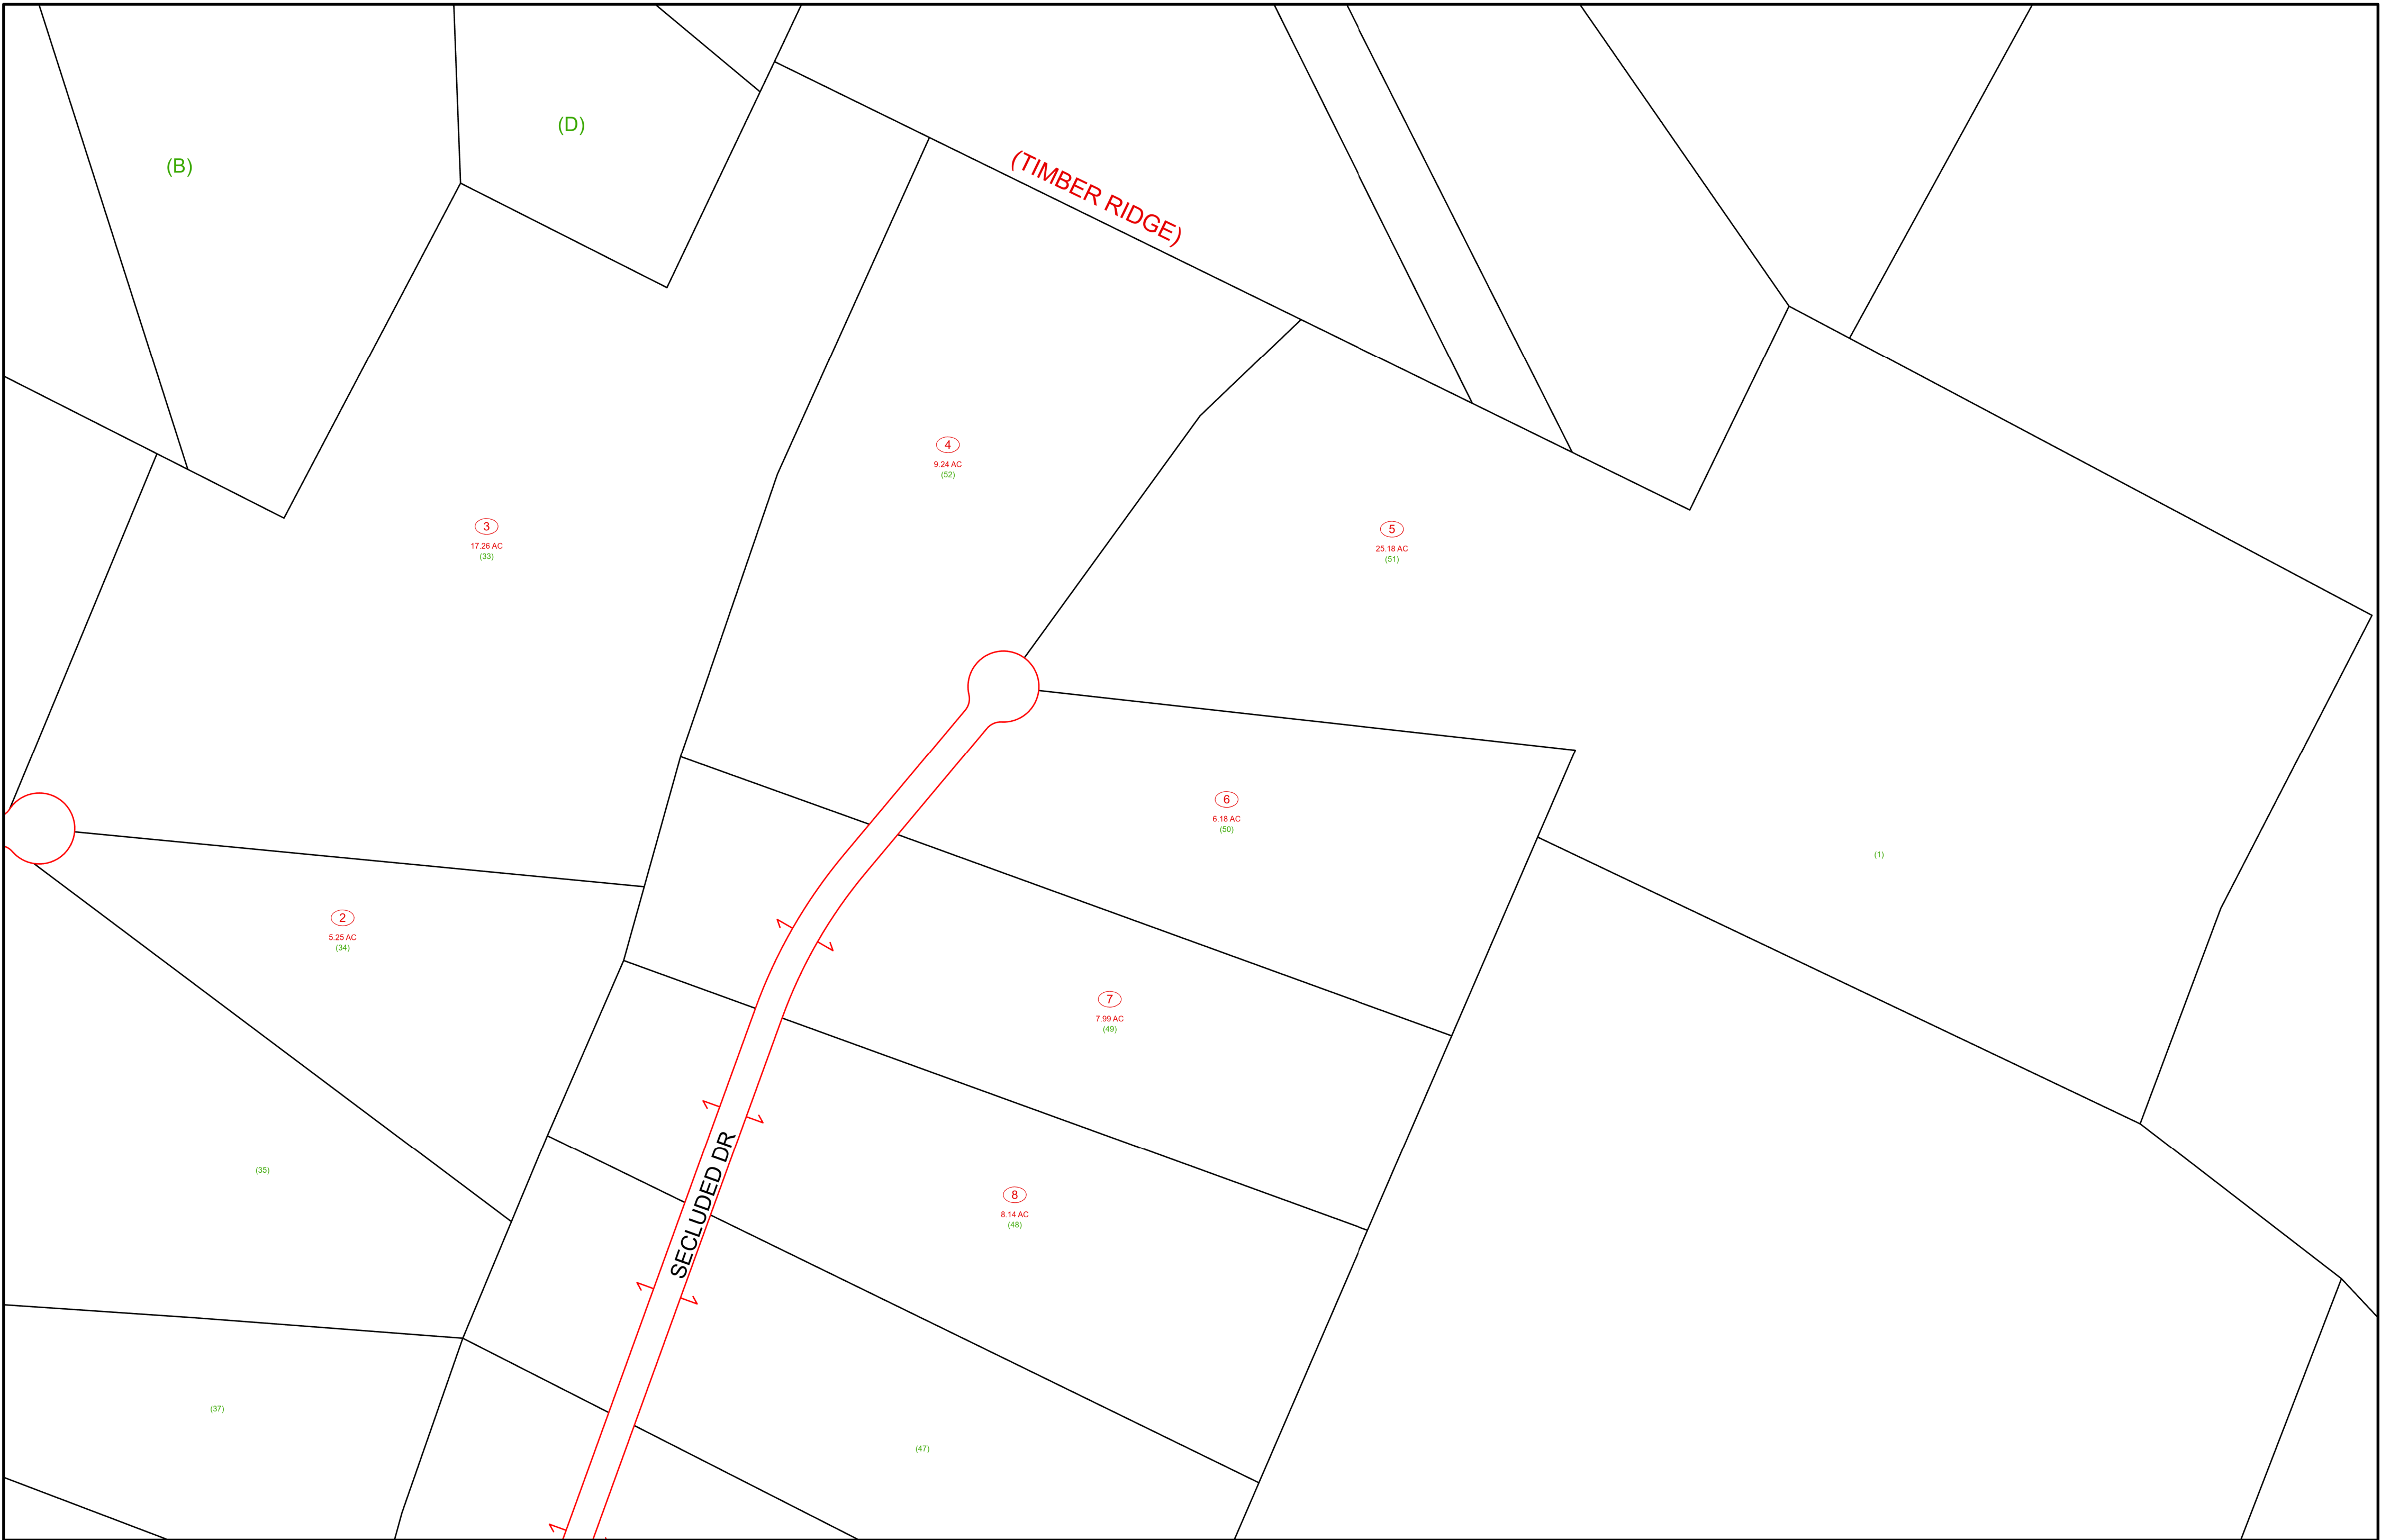 (D)
(B)
(TIMBER RIDGE)
4
9.24 AC
(52)
3
17.26 AC
(33)
5
25.18 AC
(51)
6
6.18 AC
(50)
(1)
2
5.25 AC
(34)
7
7.99 AC
(49)
(35)
SECLUDED DR
8
8.14 AC
(48)
(37)
(47)